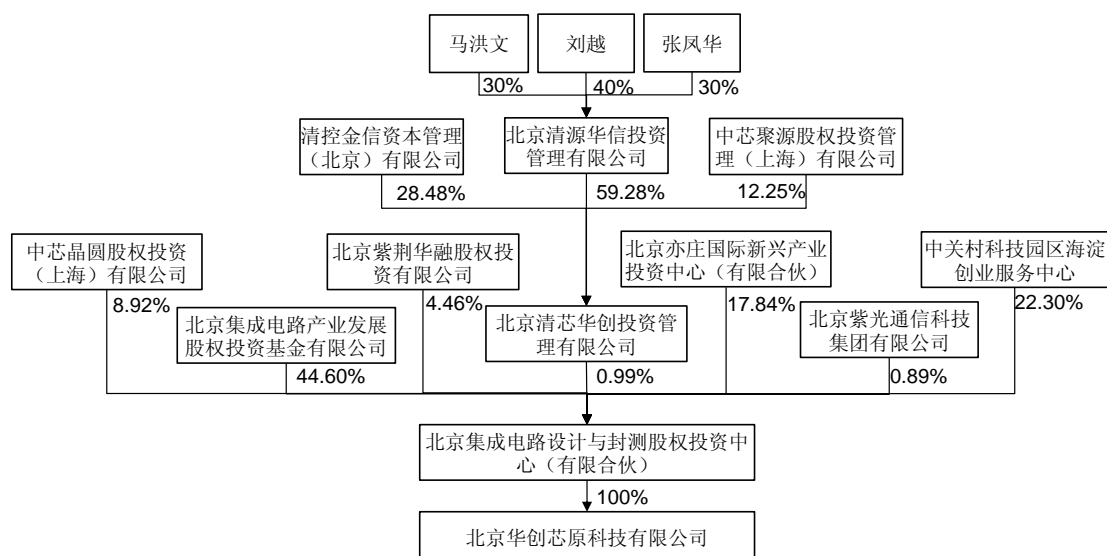 马洪文
刘越
张凤华
30%
40%
30%
清控金信资本管理
（北京）有限公司
北京清源华信投资
管理有限公司
中芯聚源股权投资管
理（上海）有限公司
28.48%
59.28%
12.25%
中芯晶圆股权投资
（上海）有限公司
北京紫荆华融股权投
资有限公司
北京亦庄国际新兴产业
投资中心（有限合伙）
中关村科技园区海淀
创业服务中心
8.92%
4.46%
17.84%
22.30%
北京集成电路产业发展
股权投资基金有限公司
北京清芯华创投资管
理有限公司
北京紫光通信科技
集团有限公司
44.60%
0.99%
0.89%
北京集成电路设计与封测股权投资中
心（有限合伙）
100%
北京华创芯原科技有限公司